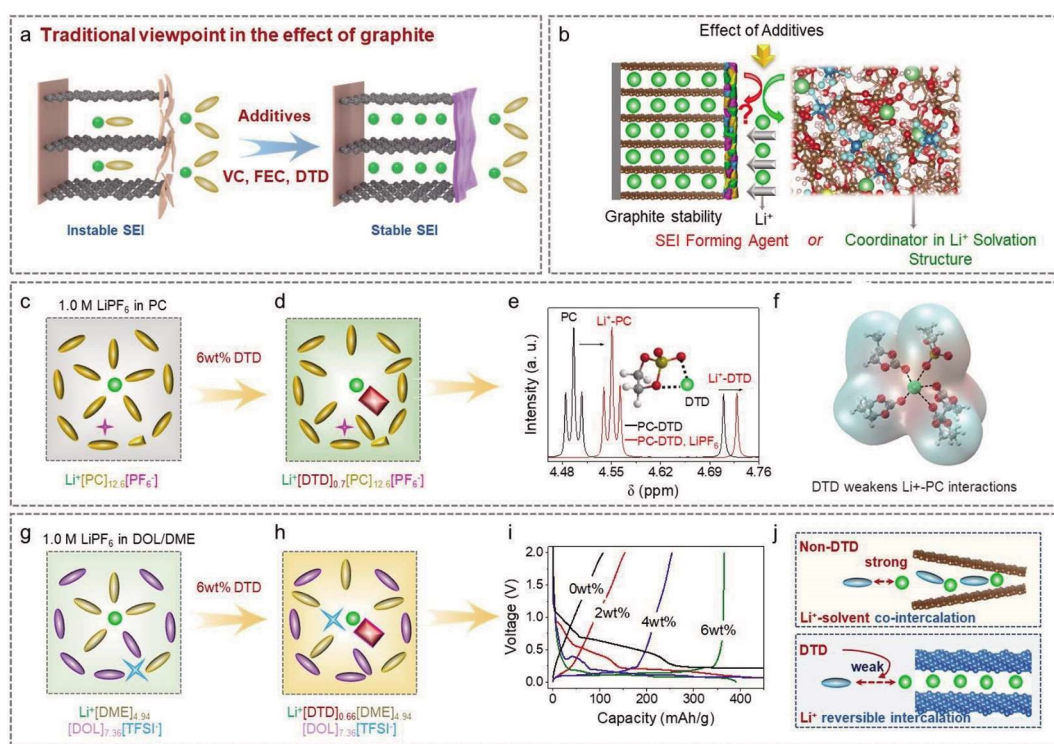 a Traditional viewpoint in the effect of graphite
Additives
VC, FEC, DTD
Instable SEI
Stable SEI
b
Effect of Additives
?
Graphite stability
Li⁺
SEI Forming Agent or Coordinator in Li⁺ Solvation
Structure
c
1.0 M LiPF₆ in PC
Li⁺[PC]₁₂.₆[PF₆⁻]
6wt% DTD
d
Li⁺[DTD]₀.₇[PC]₁₂.₆[PF₆⁻]
e
Intensity (a. u.)
PC
Li⁺-PC
Li⁺-DTD
DTD
PC-DTD
PC-DTD, LiPF₆
4.48 4.55 4.62 4.69 4.76
δ (ppm)
f
DTD weakens Li+-PC interactions
g
1.0 M LiPF₆ in DOL/DME
Li⁺[DME]₄.₉₄
[DOL]₇.₃₆[TFSI⁻]
6wt% DTD
h
Li⁺[DTD]₀.₆₆[DME]₄.₉₄
[DOL]₇.₃₆[TFSI⁻]
i
Voltage (V)
2.0
1.5
1.0
0.5
0.0
0wt%
2wt%
4wt%
6wt%
0 100 200 300 400
Capacity (mAh/g)
j
Non-DTD
strong
Li⁺-solvent co-intercalation
DTD
weak
Li⁺ reversible intercalation